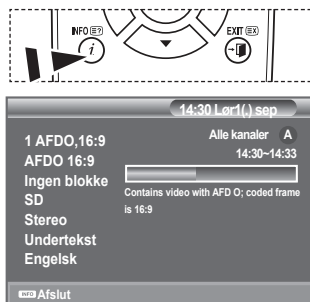 INFO
EXIT
i
14:30 Lør1(.) sep
1 AFDO,16:9
AFDO 16:9
Ingen blokke
SD
Stereo
Undertekst
Engelsk
Alle kanaler A
14:30~14:33
Contains video with AFD O; coded frame
is 16:9
INFO Afslut